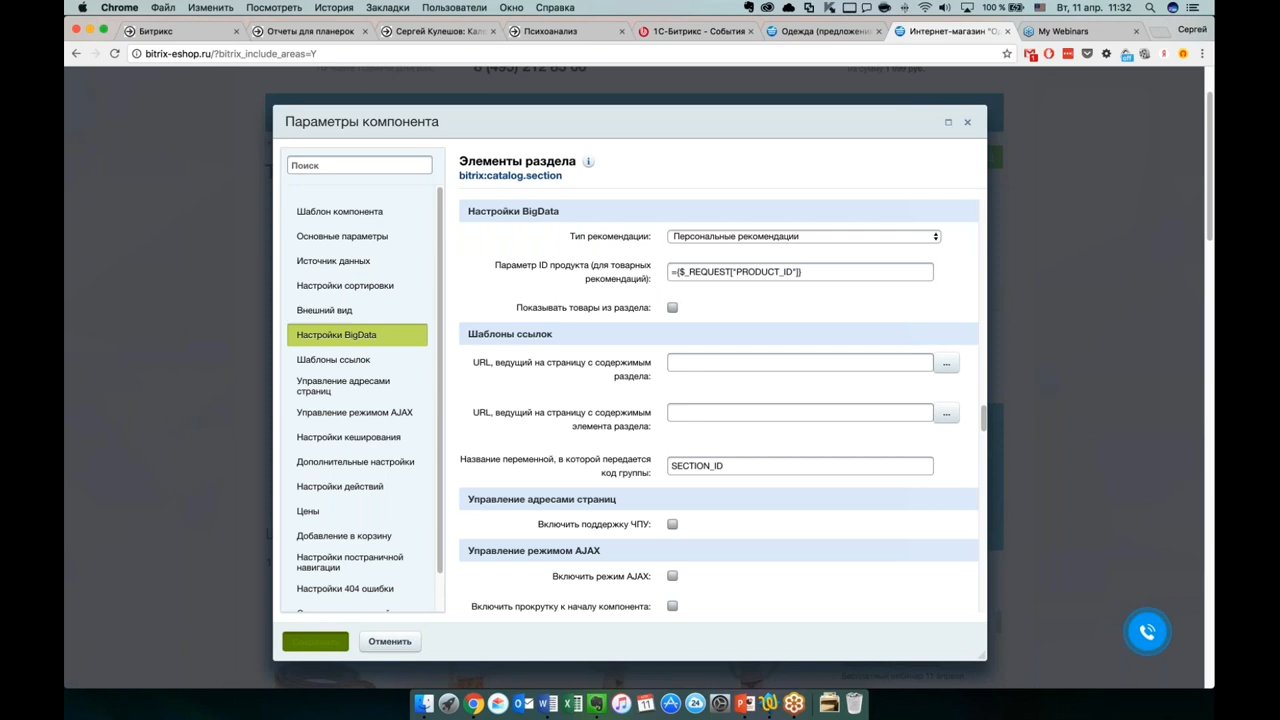 Chrome Файл Изменить Посмотреть История Закладки Пользователи Окно Справка 100 % Вт, 11 апр. 11:32
Битрикс Отчеты для планерок Сергей Кулешов: Кал Психоанализ 1С-Битрикс - События Одежда (предложени Интернет-магазин "О My Webinars Сергей
bitrix-eshop.ru/?bitrix_include_areas=Y
Параметры компонента
Поиск
Шаблон компонента
Основные параметры
Источник данных
Настройки сортировки
Внешний вид
Настройки BigData
Шаблоны ссылок
Управление адресами
страниц
Управление режимом AJAX
Настройки кеширования
Дополнительные настройки
Настройки действий
Цены
Добавление в корзину
Настройки постраничной
навигации
Настройки 404 ошибки
Элементы раздела
bitrix:catalog.section
Настройки BigData
Тип рекомендации: Персональные рекомендации
Параметр ID продукта (для товарных
рекомендаций): ={$_REQUEST["PRODUCT_ID"]}
Показывать товары из раздела:
Шаблоны ссылок
URL, ведущий на страницу с содержимым
раздела: ...
URL, ведущий на страницу с содержимым
элемента раздела: ...
Название переменной, в которой передается
код группы: SECTION_ID
Управление адресами страниц
Включить поддержку ЧПУ:
Управление режимом AJAX
Включить режим AJAX:
Включить прокрутку к началу компонента:
Отменить